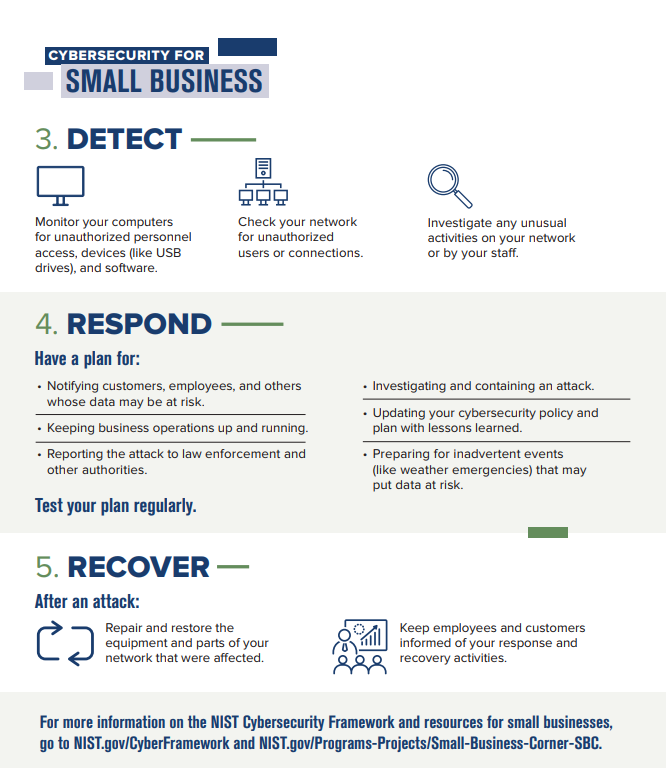 CYBERSECURITY FOR
SMALL BUSINESS
3. DETECT
Monitor your computers
for unauthorized personnel
access, devices (like USB
drives), and software.
Check your network
for unauthorized
users or connections.
Investigate any unusual
activities on your network
or by your staff.
4. RESPOND
Have a plan for:
• Notifying customers, employees, and others
whose data may be at risk.
• Keeping business operations up and running.
• Reporting the attack to law enforcement and
other authorities.
• Investigating and containing an attack.
• Updating your cybersecurity policy and
plan with lessons learned.
• Preparing for inadvertent events
(like weather emergencies) that may
put data at risk.
Test your plan regularly.
5. RECOVER
After an attack:
Repair and restore the
equipment and parts of your
network that were affected.
Keep employees and customers
informed of your response and
recovery activities.
For more information on the NIST Cybersecurity Framework and resources for small businesses,
go to NIST.gov/CyberFramework and NIST.gov/Programs-Projects/Small-Business-Corner-SBC.